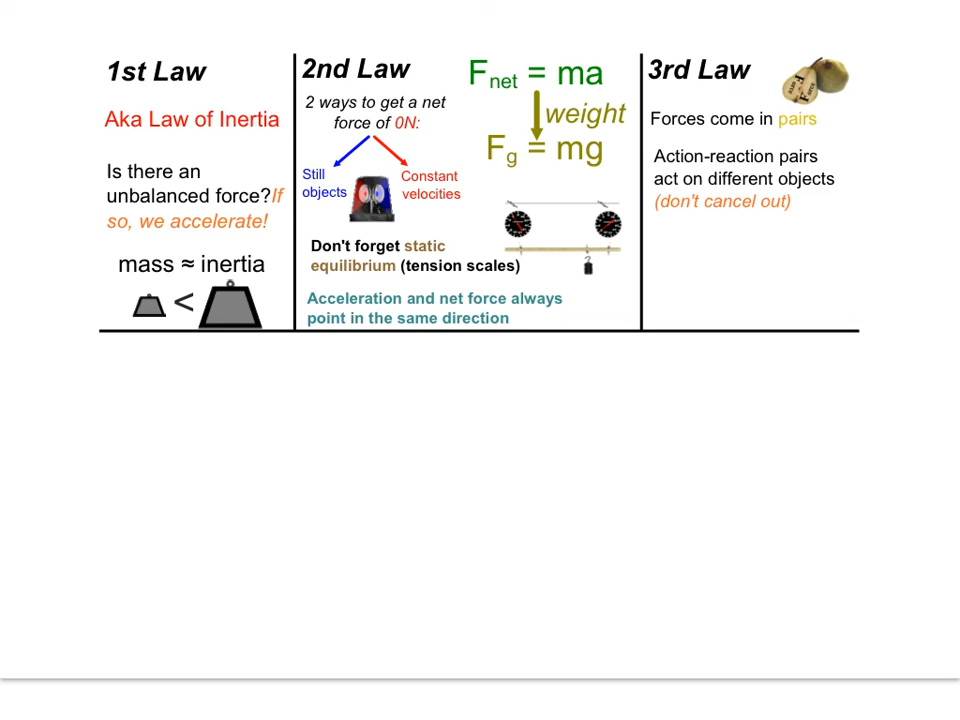 1st Law
Aka Law of Inertia
Is there an
unbalanced force?If
so, we accelerate!
mass ≈ inertia
<
2nd Law
2 ways to get a net
force of 0N:
Still
objects
Constant
velocities
Fnet = ma
weight
Fg = mg
Don't forget static
equilibrium (tension scales)
Acceleration and net force always
point in the same direction
3rd Law
Forces come in pairs
Action-reaction pairs
act on different objects
(don't cancel out)